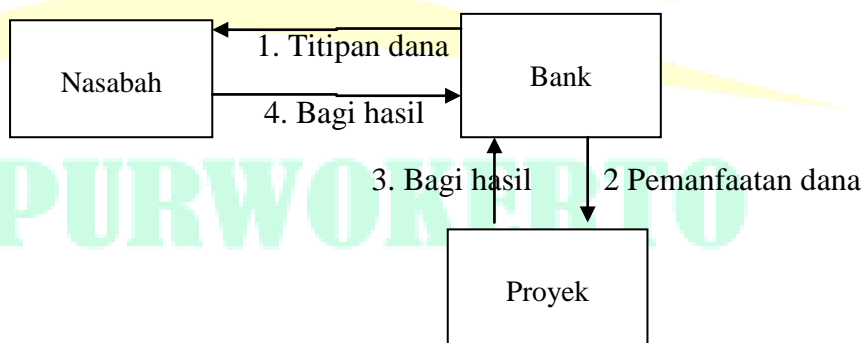 1. Titipan dana
Nasabah
Bank
4. Bagi hasil
3. Bagi hasil
2 Pemanfaatan dana
PURWOKERTO
Proyek